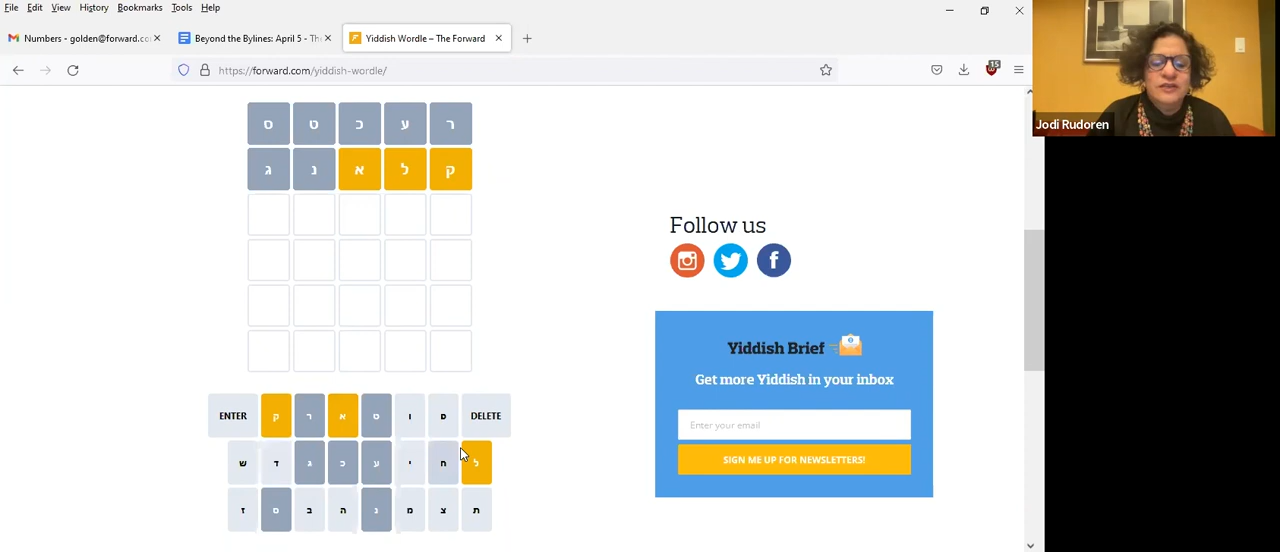 File Edit View History Bookmarks Tools Help
Numbers - golden@forward.co
Beyond the Bylines: April 5 - Th
Yiddish Wordle – The Forward
https://forward.com/yiddish-wordle/
15
Jodi Rudoren
ר ע כ ט ס
ק ל א נ ג
Follow us
Yiddish Brief
Get more Yiddish in your inbox
Enter your email
SIGN ME UP FOR NEWSLETTERS!
ENTER ק ר א ט ו ם DELETE
ש ד ג כ ע י ח ל
ז ס ב ה נ מ צ ת